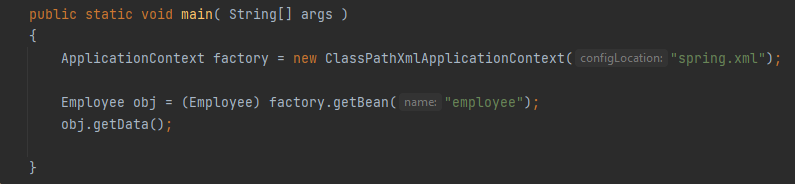 public static void main( String[] args )
{
ApplicationContext factory = new ClassPathXmlApplicationContext( configLocation: "spring.xml");
Employee obj = (Employee) factory.getBean( name: "employee");
obj.getData();
}